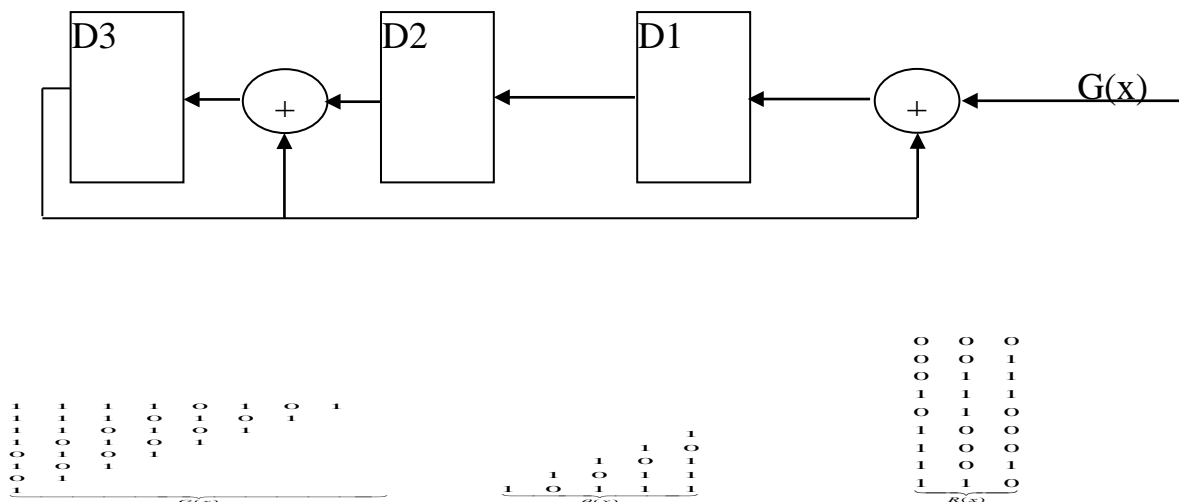 D3
D2
D1
+
+
G(x)
1 1 1 1 0 1 0 1
1 1 1 0 1 0 1
1 1 0 1 0 1
1 0 1 0 1
0 1 0 1
1 0 1
0 1
1
1
1 0
1 0 1
1 0 1 1
1 0 1 1 1
0 0 0
0 0 1
0 1 1
1 1 1
0 1 0
1 0 0
1 0 0
1 0 1
1 1 0
R(x)